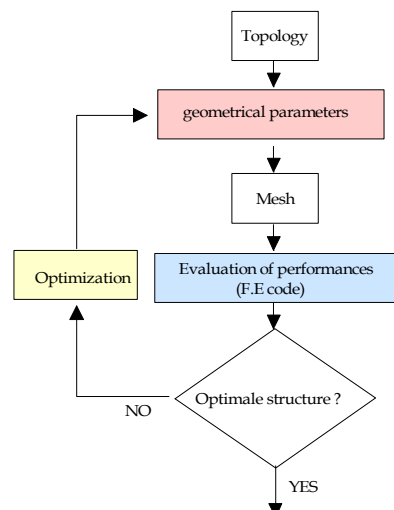 Topology
geometrical parameters
Mesh
Evaluation of performances
(F.E code)
Optimization
Optimale structure ?
NO
YES